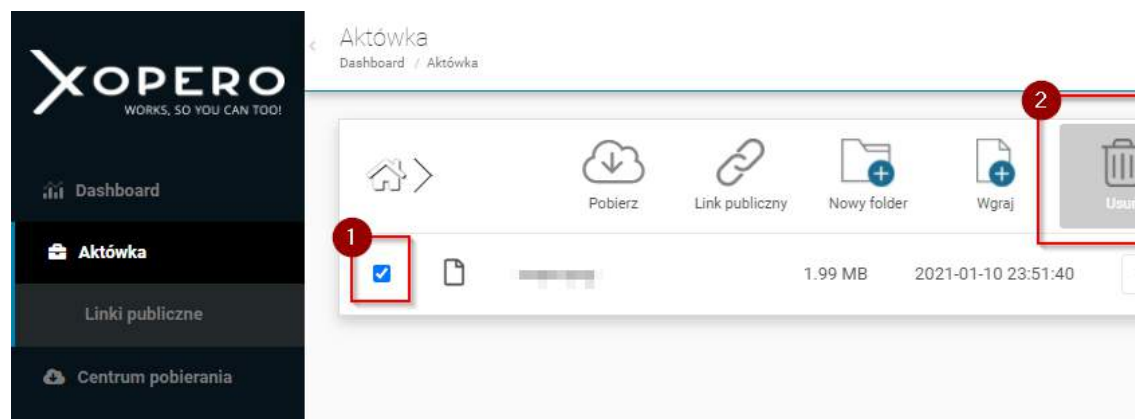 XOPERO
WORKS, SO YOU CAN TOO!
Dashboard
Aktówka
Linki publiczne
Centrum pobierania
Aktówka
Dashboard / Aktówka
2
Pobierz
Link publiczny
Nowy folder
Wgraj
1
1.99 MB
2021-01-10 23:51:40